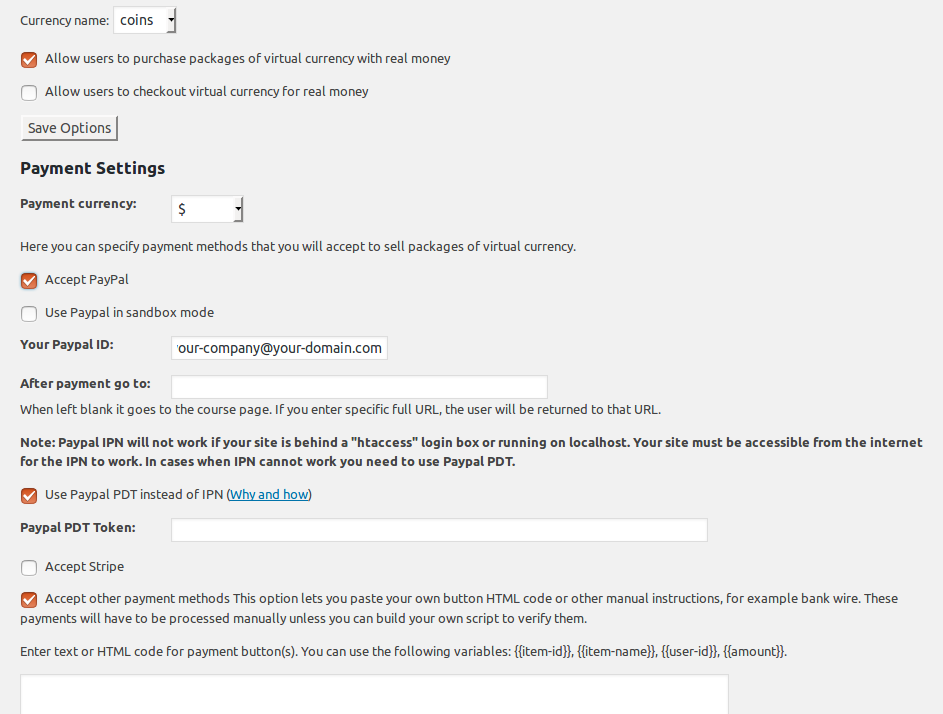 Currency name: coins
Allow users to purchase packages of virtual currency with real money
Allow users to checkout virtual currency for real money
Save Options
Payment Settings
Payment currency: $
Here you can specify payment methods that you will accept to sell packages of virtual currency.
Accept PayPal
Use Paypal in sandbox mode
Your Paypal ID: our-company@your-domain.com
After payment go to:
When left blank it goes to the course page. If you enter specific full URL, the user will be returned to that URL.
Note: Paypal IPN will not work if your site is behind a "htaccess" login box or running on localhost. Your site must be accessible from the internet
for the IPN to work. In cases when IPN cannot work you need to use Paypal PDT.
Use Paypal PDT instead of IPN (Why and how)
Paypal PDT Token:
Accept Stripe
Accept other payment methods This option lets you paste your own button HTML code or other manual instructions, for example bank wire. These
payments will have to be processed manually unless you can build your own script to verify them.
Enter text or HTML code for payment button(s). You can use the following variables: {{item-id}}, {{item-name}}, {{user-id}}, {{amount}}.